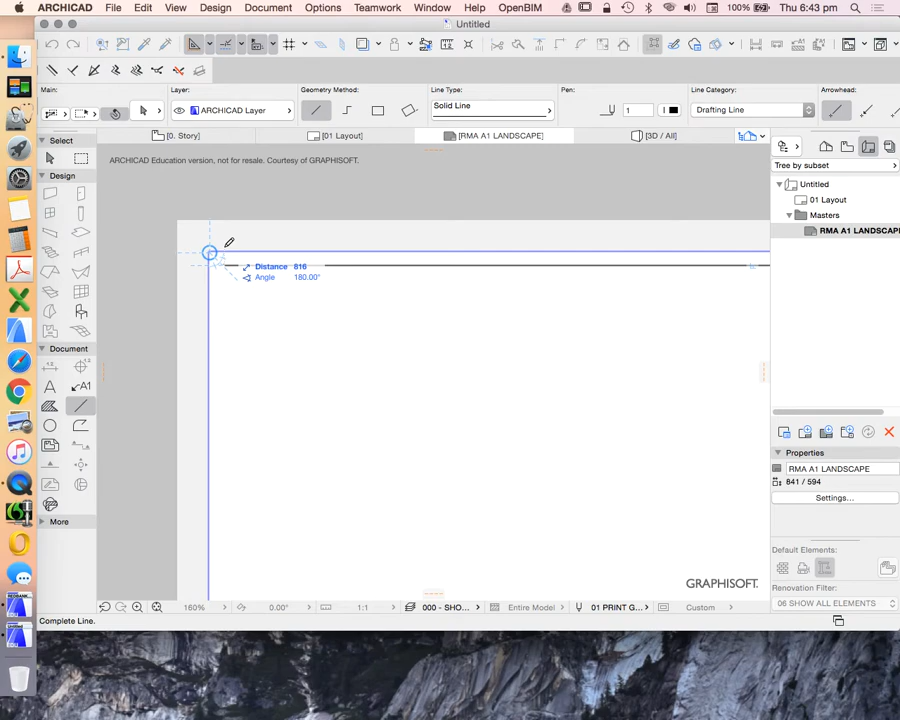 ARCHICAD File Edit View Design Document Options Teamwork Window OpenBIM 100% Thu 6:43 pm
Untitled
Main: Layer: Geometry Method: Line Type: Pen: Line Category: Arrowhead:
ARCHICAD Layer Solid Line 1 Drafting Line
Select [0. Story] [01 Layout] [RMA A1 LANDSCAPE] [3D / All]
ARCHICAD Education version, not for resale. Courtesy of GRAPHISOFT.
Tree by subset
Design
Untitled
01 Layout
Masters
RMA A1 LANDSCAPE
Distance 816
Angle 180.00°
Document
A1
More
Properties
RMA A1 LANDSCAPE
841 / 594
Settings...
Default Elements:
GRAPHISOFT.
Renovation Filter:
06 SHOW ALL ELEMENTS
160% 0.00° 1:1 000 - SHO... Entire Model 01 PRINT G... Custom
Complete Line.